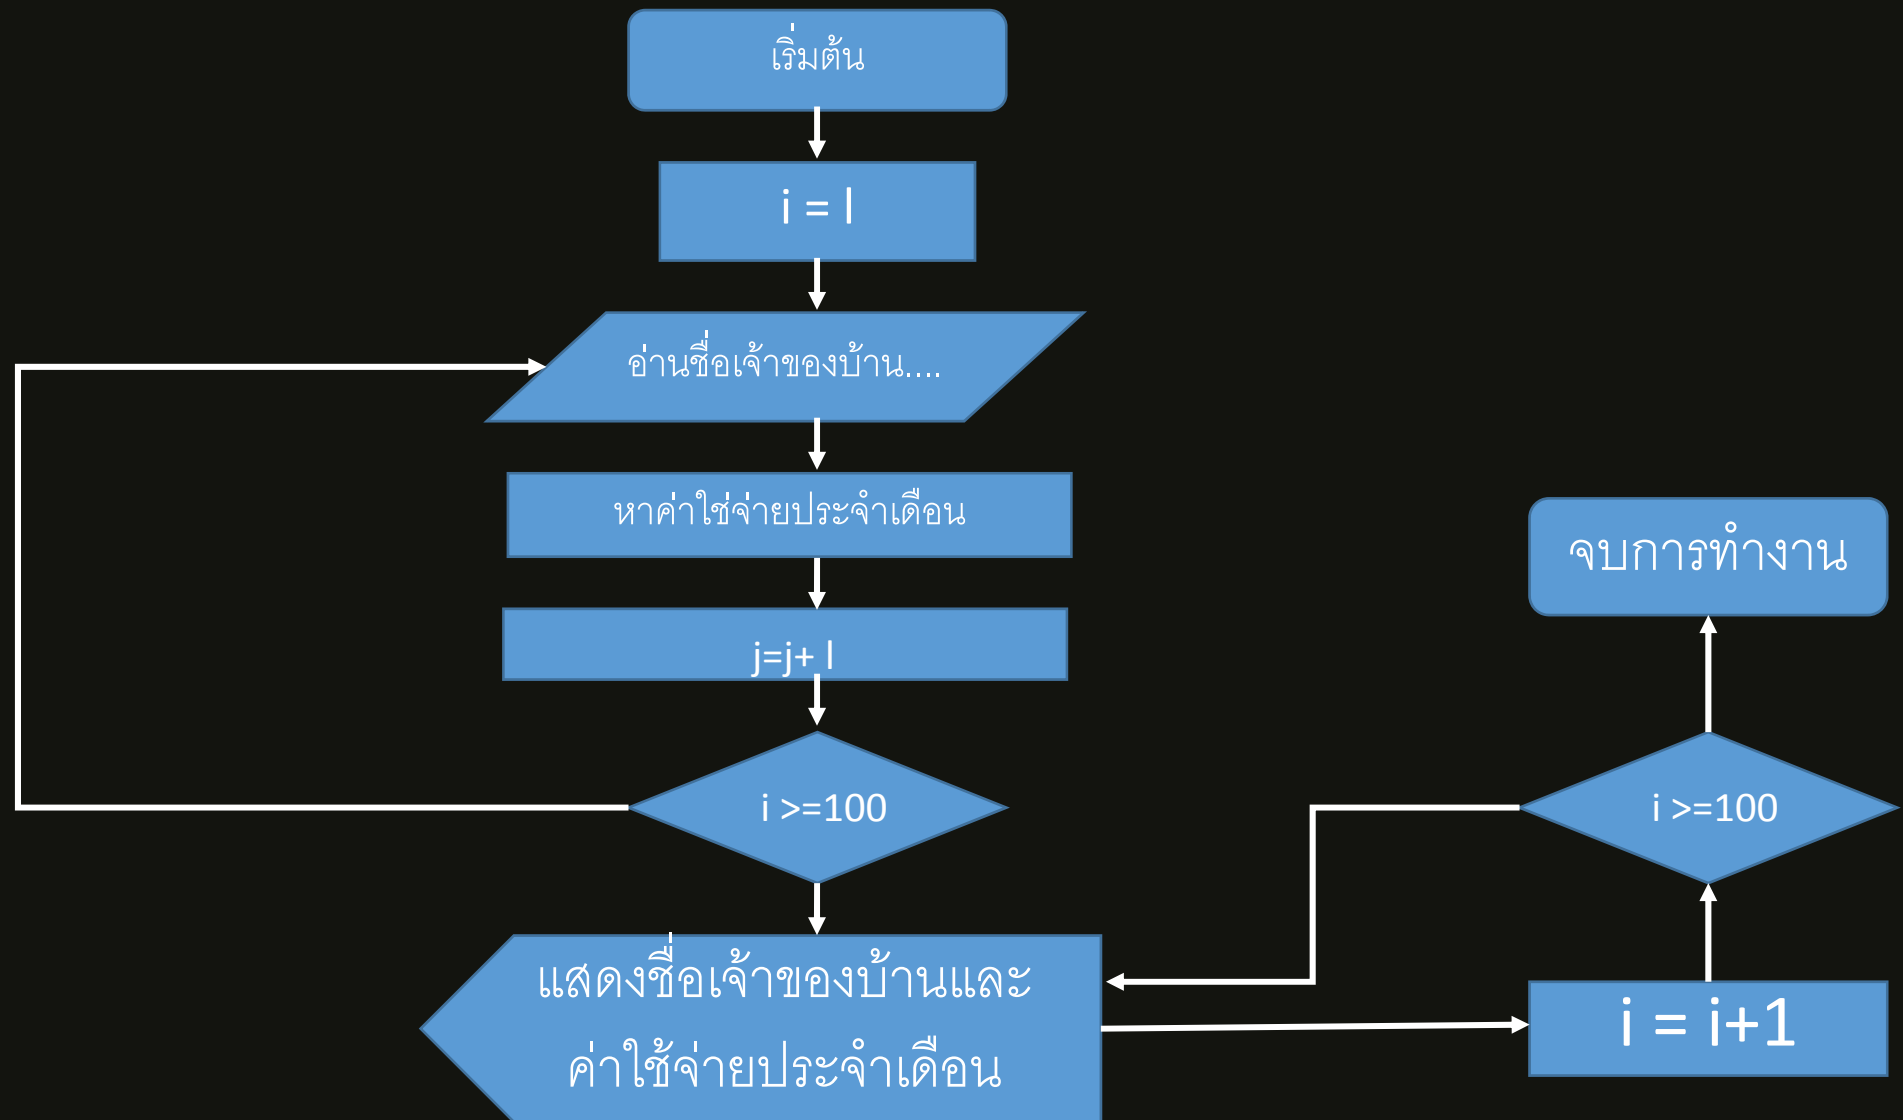 เริ่มต้น
i = l
อ่านชื่อเจ้าของบ้าน....
หาค่าใช่จ่ายประจำเดือน
j=j+ l
i >=100
แสดงชื่อเจ้าของบ้านและ
ค่าใช้จ่ายประจำเดือน
i = i+1
i >=100
จบการทำงาน